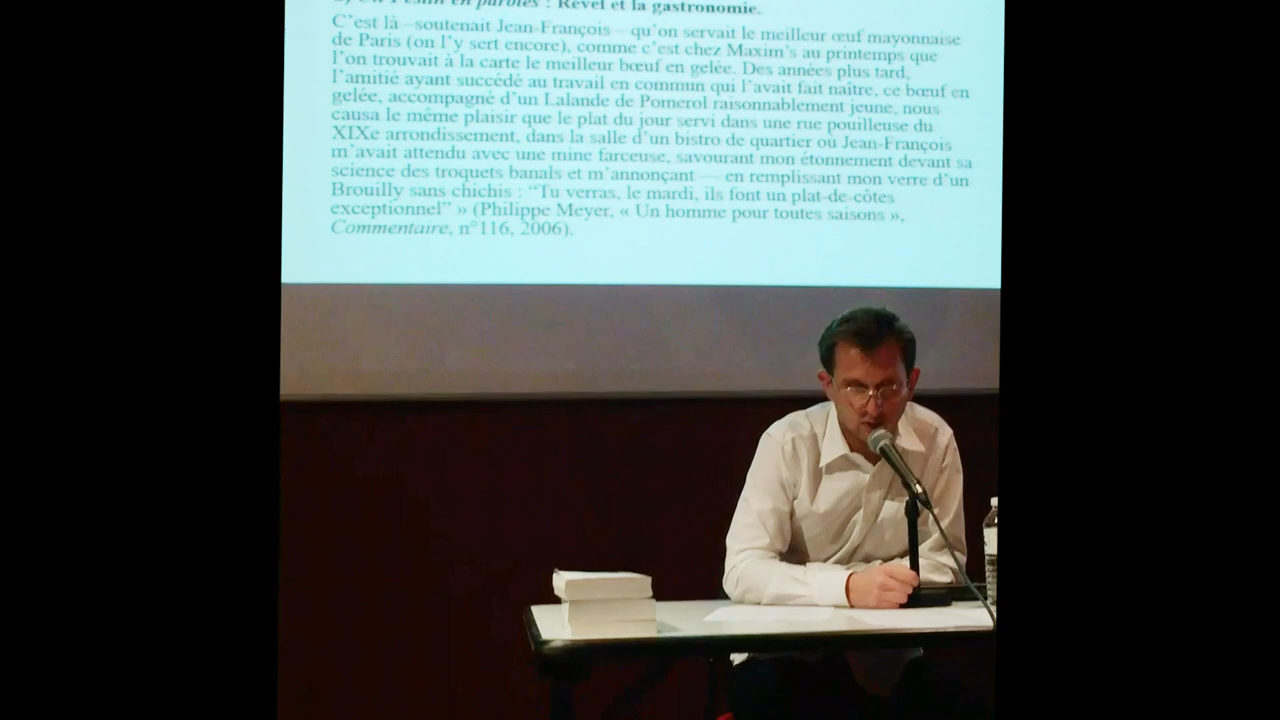 Un Festin en paroles : Revel et la gastronomie.
C'est là –soutenait Jean-François – qu'on servait le meilleur œuf mayonnaise
de Paris (on l'y sert encore), comme c'est chez Maxim's au printemps que
l'on trouvait à la carte le meilleur bœuf en gelée. Des années plus tard,
l'amitié ayant succédé au travail en commun qui l'avait fait naître, ce bœuf en
gelée, accompagné d'un Lalande de Pomerol raisonnablement jeune, nous
causa le même plaisir que le plat du jour servi dans une rue pouilleuse du
XIXe arrondissement, dans la salle d'un bistro de quartier où Jean-François
m'avait attendu avec une mine farceuse, savourant mon étonnement devant sa
science des troquets banals et m'annonçant — en remplissant mon verre d'un
Brouilly sans chichis : “Tu verras, le mardi, ils font un plat-de-côtes
exceptionnel” » (Philippe Meyer, « Un homme pour toutes saisons »,
Commentaire, n°116, 2006).